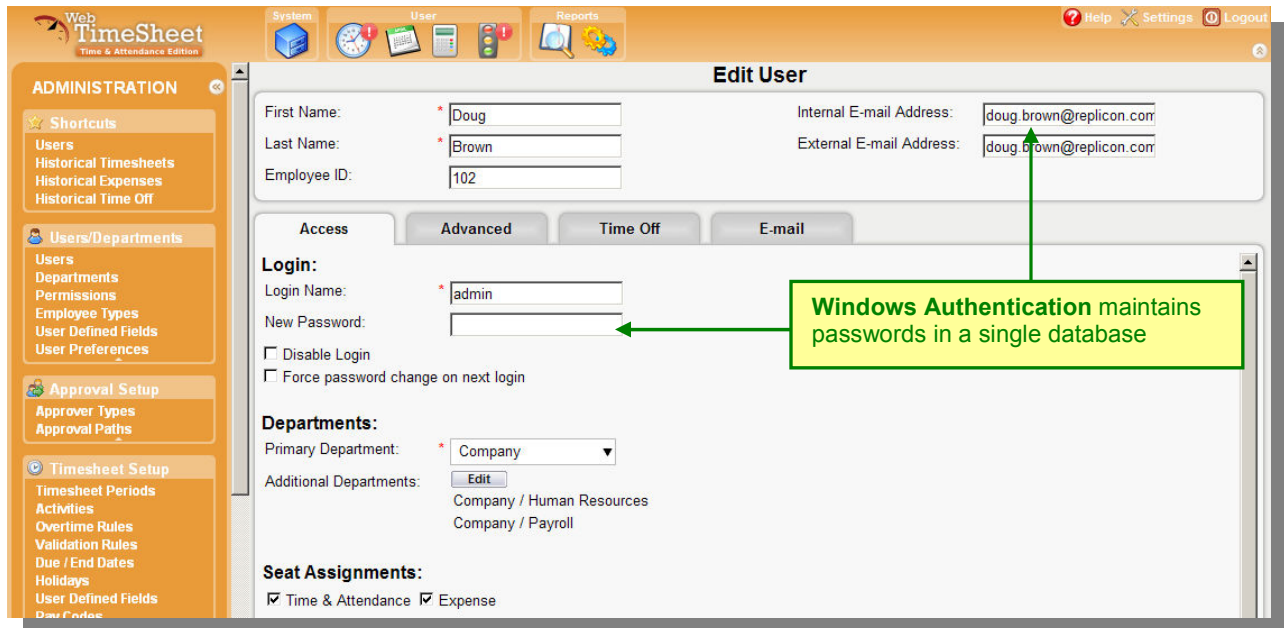 Web
TimeSheet
Time & Attendance Edition
System
User
Reports
Help
Settings
Logout
ADMINISTRATION
Shortcuts
Users
Historical Timesheets
Historical Expenses
Historical Time Off
Users/Departments
Users
Departments
Permissions
Employee Types
User Defined Fields
User Preferences
Approval Setup
Approver Types
Approval Paths
Timesheet Setup
Timesheet Periods
Activities
Overtime Rules
Validation Rules
Due / End Dates
Holidays
User Defined Fields
Pay Codes
Edit User
First Name: * Doug
Internal E-mail Address: doug.brown@replicon.com
Last Name: * Brown
External E-mail Address: doug.brown@replicon.com
Employee ID: 102
Access
Advanced
Time Off
E-mail
Login:
Login Name: * admin
New Password:
Windows Authentication maintains
passwords in a single database
Disable Login
Force password change on next login
Departments:
Primary Department: * Company
Additional Departments: Edit
Company / Human Resources
Company / Payroll
Seat Assignments:
Time & Attendance Expense